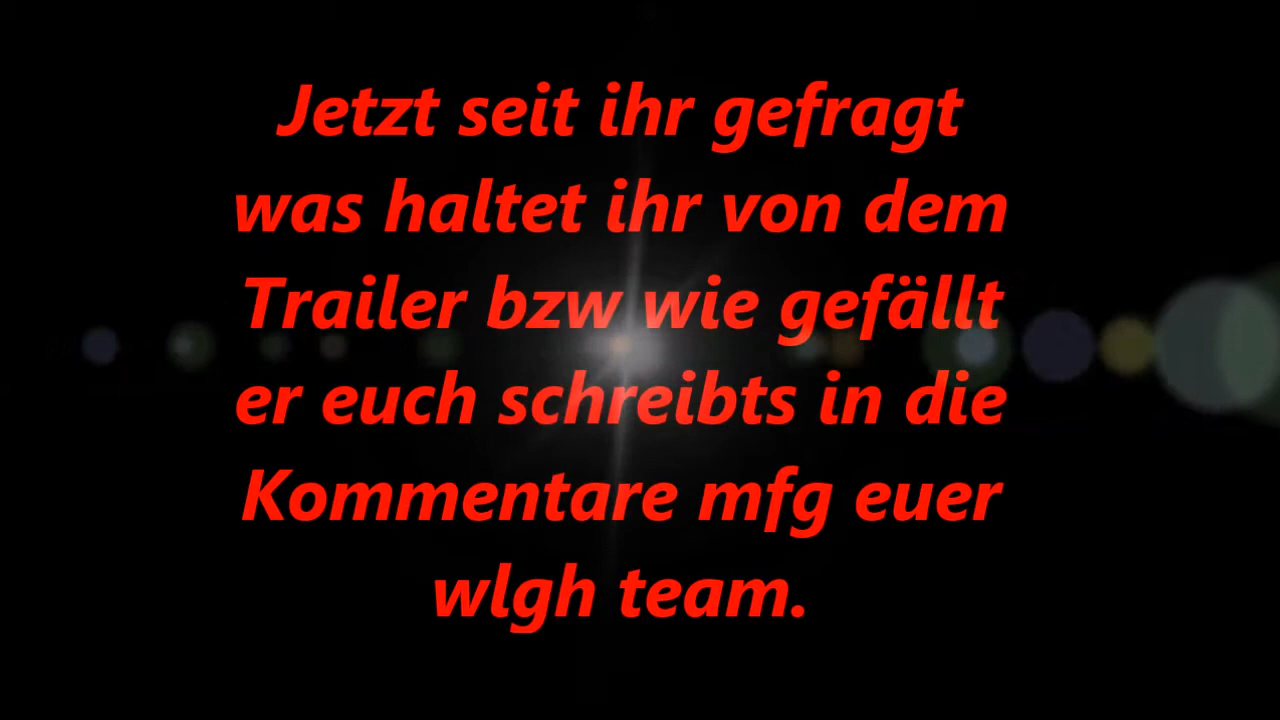 Jetzt seit ihr gefragt
was haltet ihr von dem
Trailer bzw wie gefällt
er euch schreibts in die
Kommentare mfg euer
wlgh team.